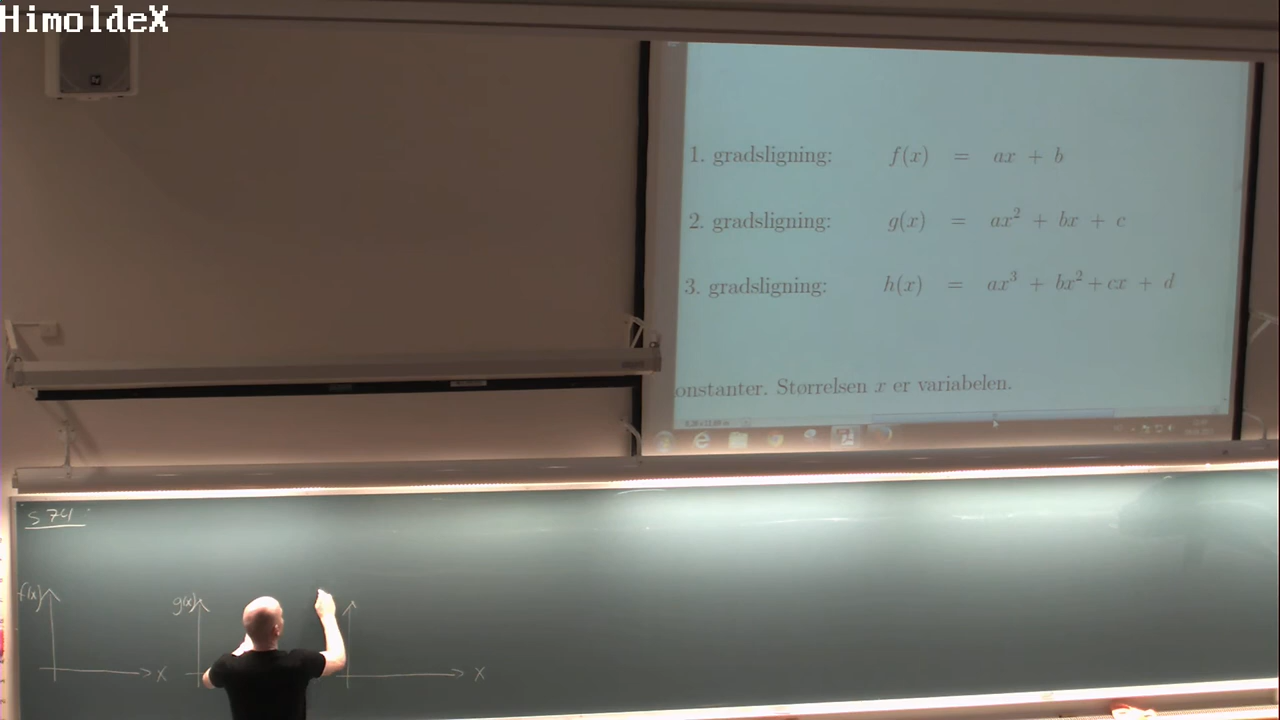 HimoldeX
1. gradsligning: f(x) = ax + b
2. gradsligning: g(x) = ax² + bx + c
3. gradsligning: h(x) = ax³ + bx² + cx + d
onstanter. Størrelsen x er variabelen.
S 74
f(x) g(x)
x x